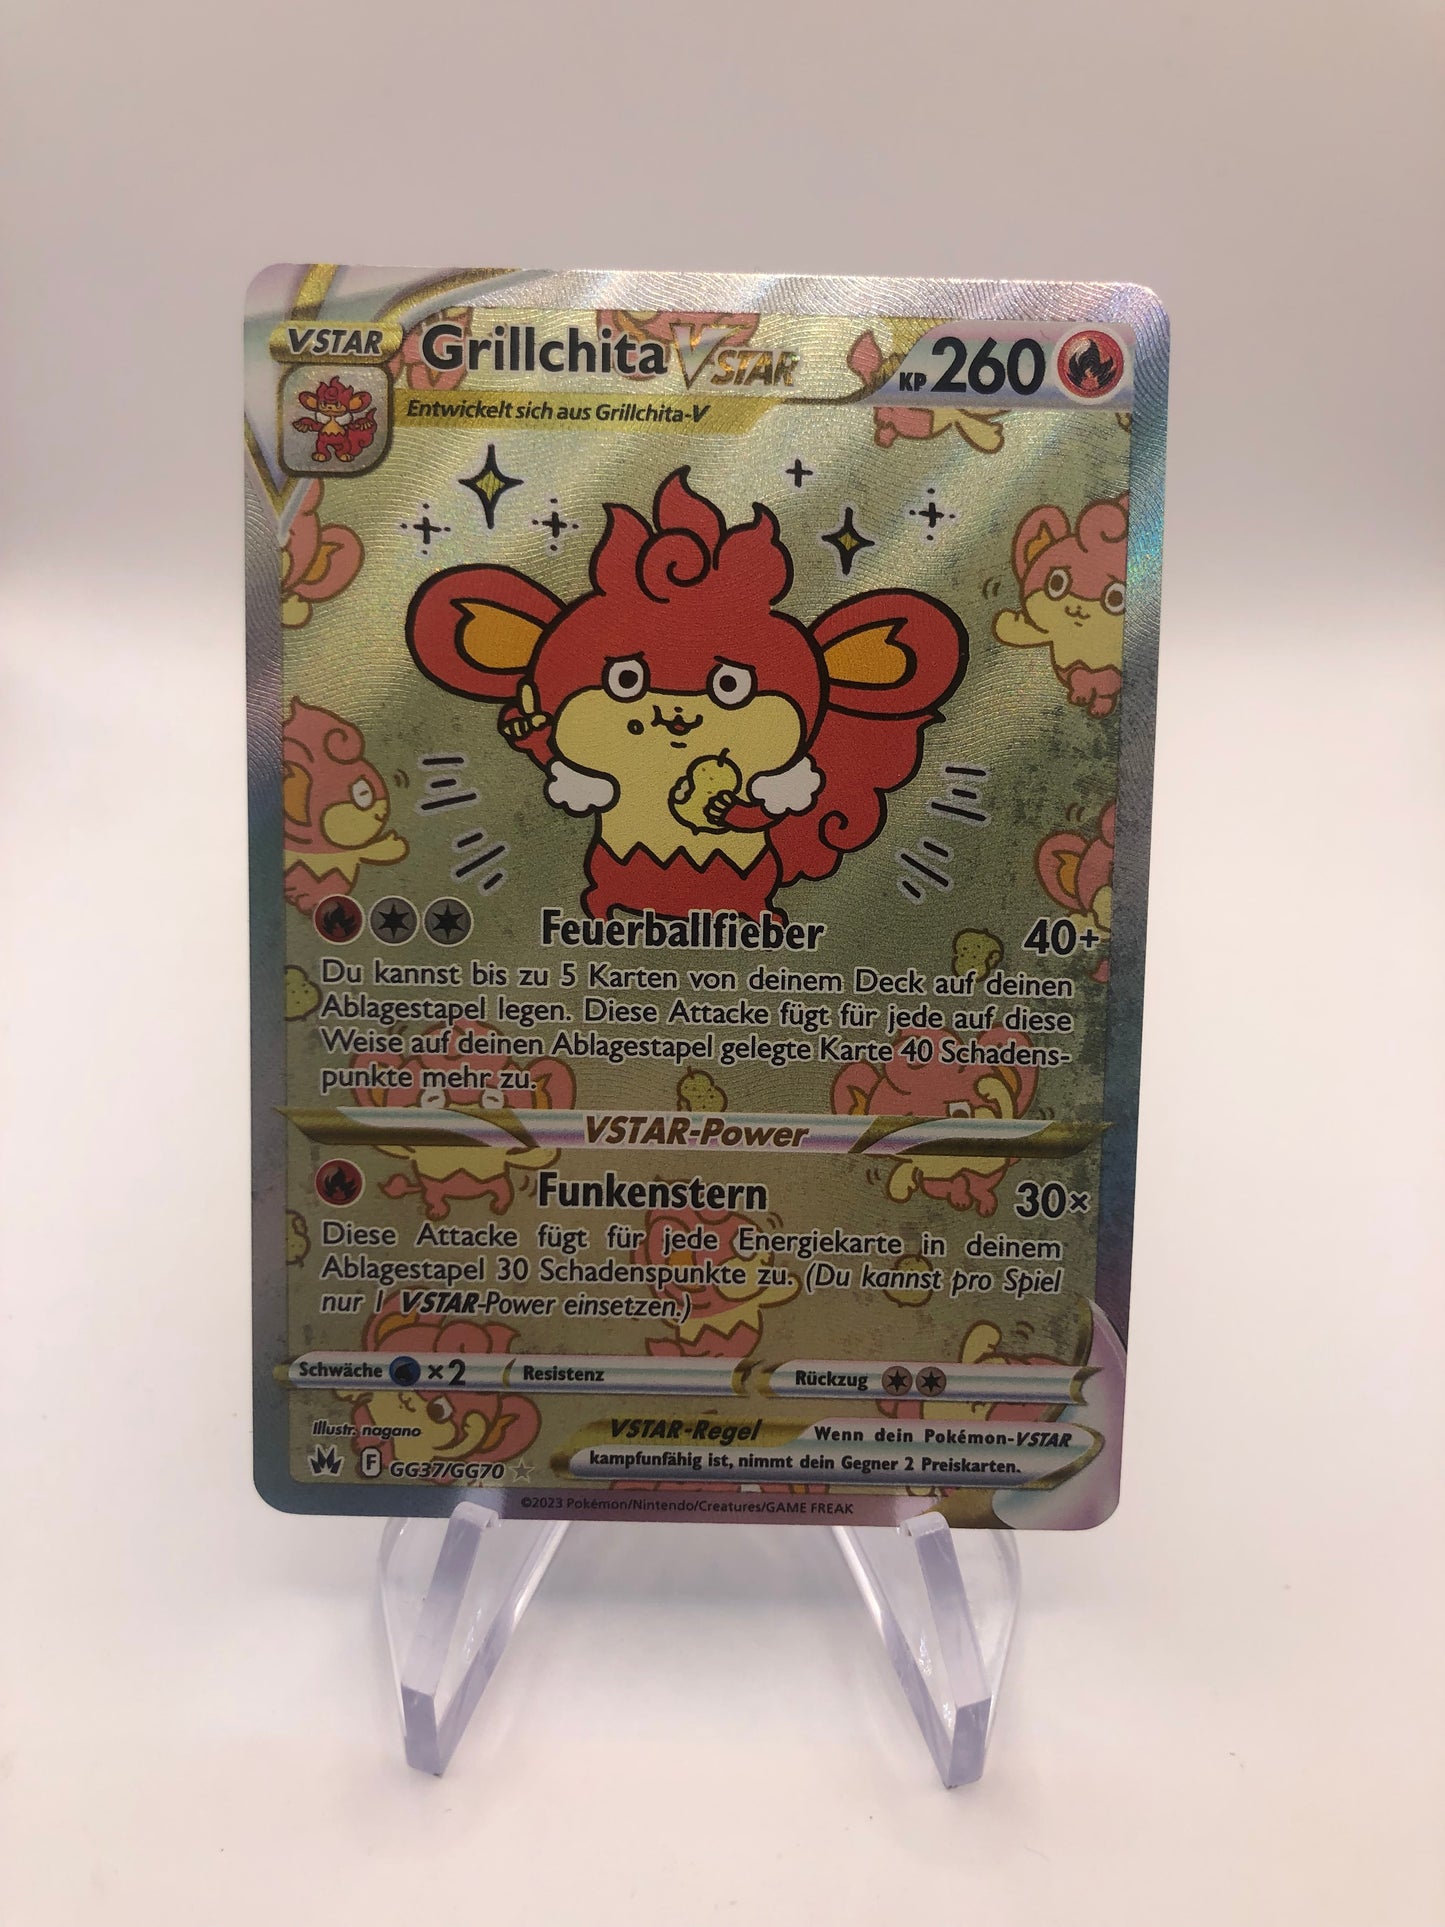 VSTAR Grillchita VSTAR KP 260
Entwickelt sich aus Grillchita-V
Feuerballfieber 40+
Du kannst bis zu 5 Karten von deinem Deck auf deinen
Ablagestapel legen. Diese Attacke fügt für jede auf diese
Weise auf deinen Ablagestapel gelegte Karte 40 Schadens-
punkte mehr zu.
VSTAR-Power
Funkenstern 30×
Diese Attacke fügt für jede Energiekarte in deinem
Ablagestapel 30 Schadenspunkte zu. (Du kannst pro Spiel
nur 1 VSTAR-Power einsetzen.)
Schwäche ×2 Resistenz Rückzug
Illustr. nagano
VSTAR-Regel Wenn dein Pokémon-VSTAR
kampfunfähig ist, nimmt dein Gegner 2 Preiskarten.
F GG37/GG70
©2023 Pokémon/Nintendo/Creatures/GAME FREAK